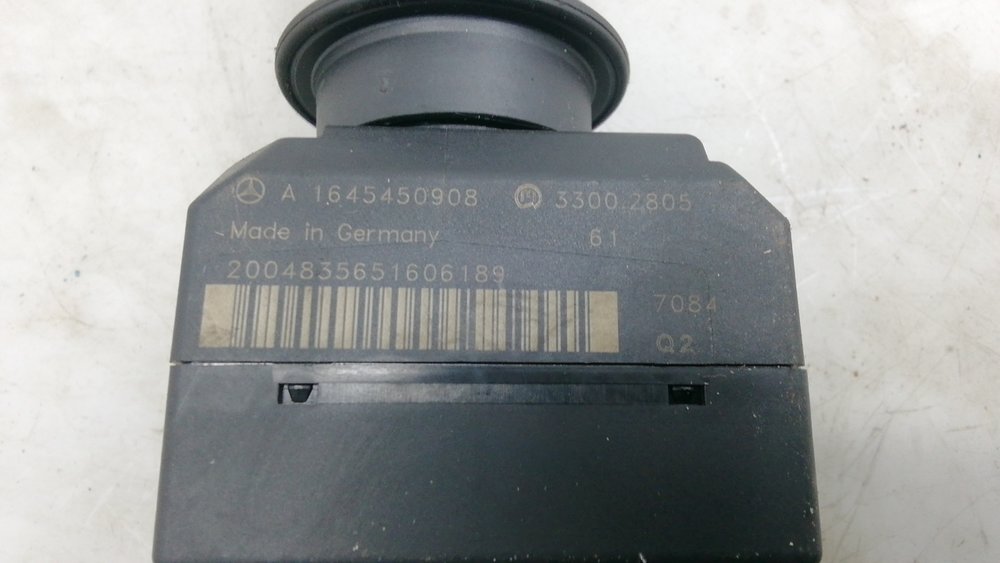 A 1645450908 3300.2805
Made in Germany 61
2004835651606189
7084
Q2